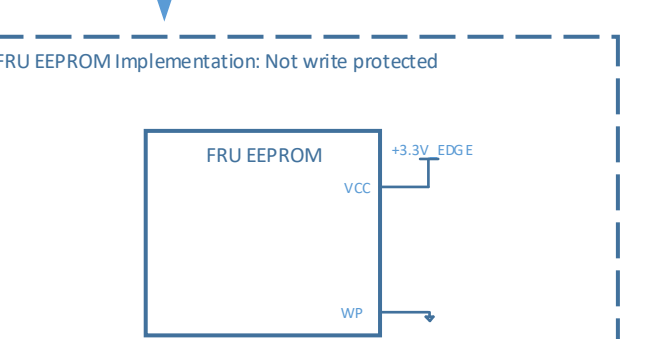 FRU EEPROM Implementation: Not write protected
FRU EEPROM
+3.3V_EDGE
VCC
WP